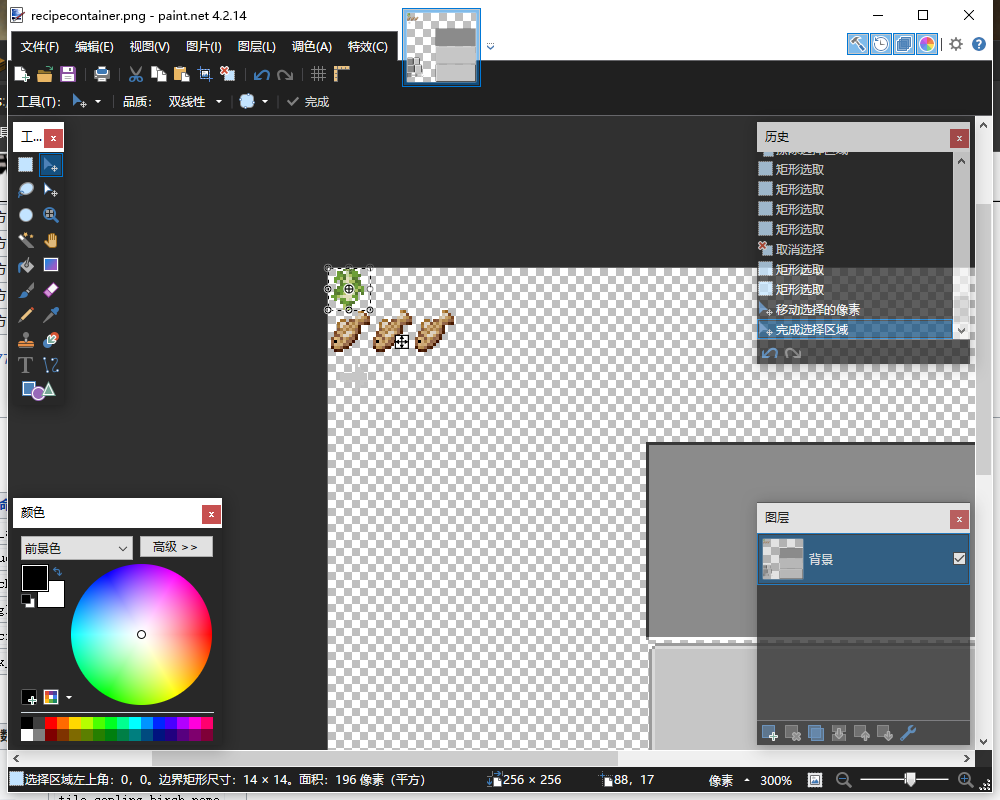 recipecontainer.png - paint.net 4.2.14
文件(F) 编辑(E) 视图(V) 图片(I) 图层(L) 调色(A) 特效(C)
工具(T): 品质: 双线性 完成
工...
历史
矩形选取
矩形选取
矩形选取
矩形选取
取消选择
矩形选取
矩形选取
移动选择的像素
完成选择区域
颜色
前景色
高级 >>
图层
背景
选择区域左上角: 0, 0。边界矩形尺寸: 14 × 14。面积: 196 像素 (平方)
256 × 256
88, 17
像素
300%